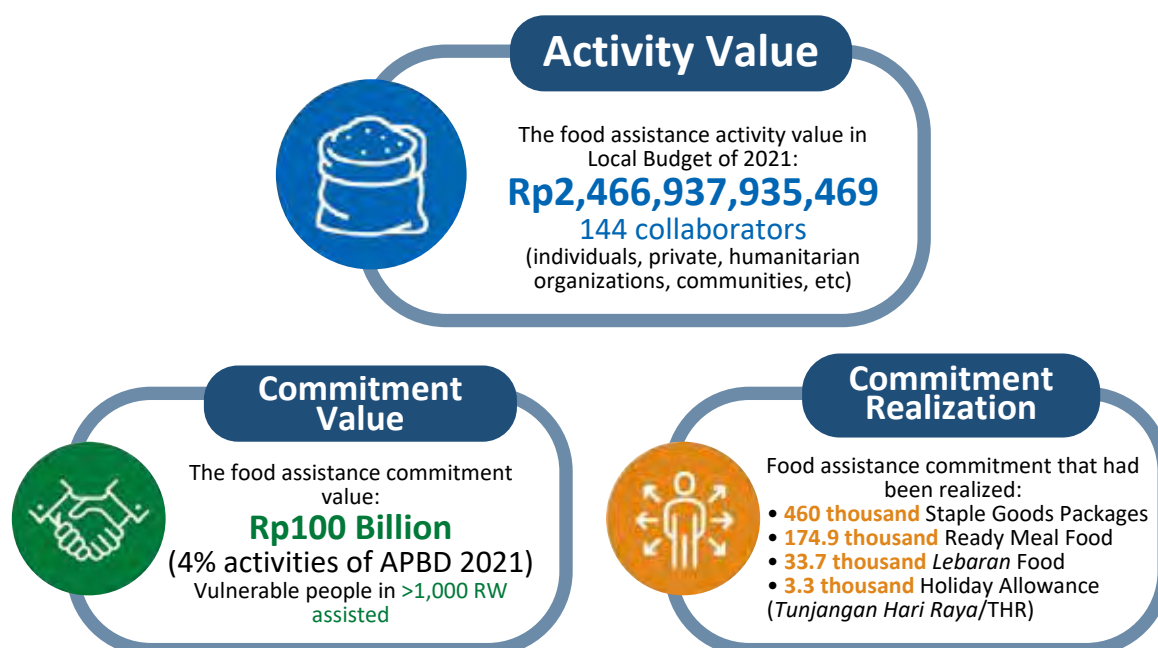 Activity Value
The food assistance activity value in
Local Budget of 2021:
Rp2,466,937,935,469
144 collaborators
(individuals, private, humanitarian
organizations, communities, etc)
Commitment
Value
The food assistance commitment
value:
Rp100 Billion
(4% activities of APBD 2021)
Vulnerable people in >1,000 RW
assisted
Commitment
Realization
Food assistance commitment that had
been realized:
• 460 thousand Staple Goods Packages
• 174.9 thousand Ready Meal Food
• 33.7 thousand Lebaran Food
• 3.3 thousand Holiday Allowance
(Tunjangan Hari Raya/THR)